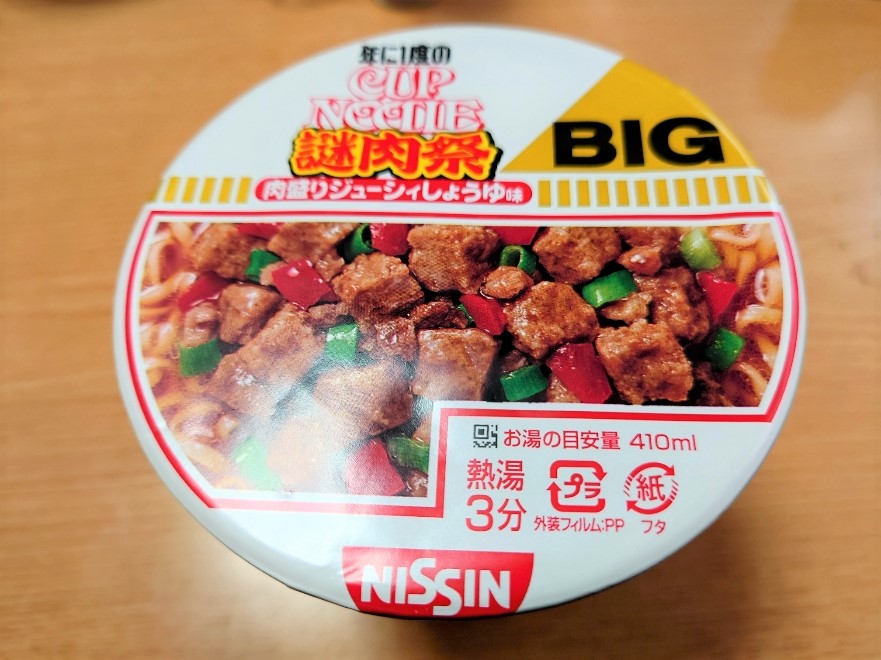 年に1度の
CUP
NOODLE
謎肉祭
BIG
肉盛りジューシィしょうゆ味
お湯の目安量 410ml
熱湯
3分
プラ
外装フィルム:PP
紙
フタ
NISSIN